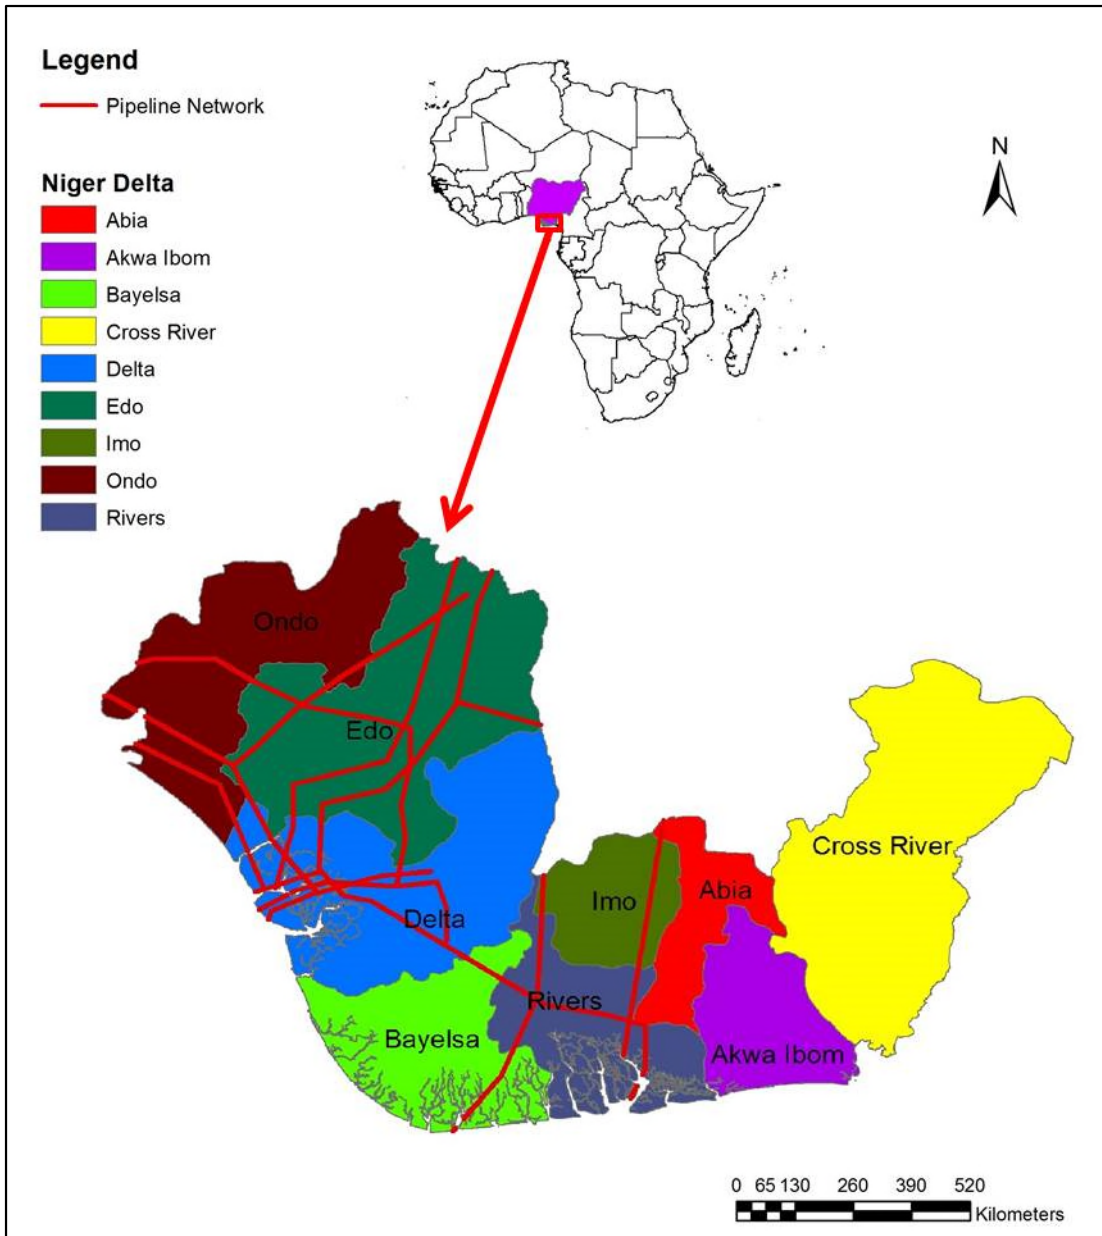 Legend
Pipeline Network
N
Niger Delta
Abia
Akwa Ibom
Bayelsa
Cross River
Delta
Edo
Imo
Ondo
Rivers
Ondo
Edo
Cross River
Imo
Abia
Delta
Rivers
Bayelsa
Akwa Ibom
0 65 130 260 390 520
Kilometers